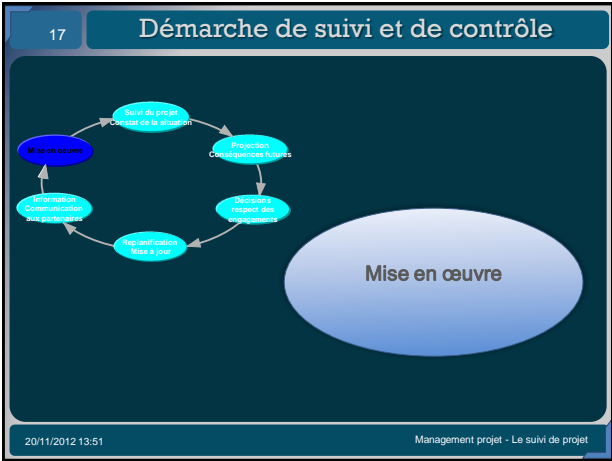 17
Démarche de suivi et de contrôle
Suivi du projet
Constat de la situation
Projection
Conséquences futures
Décisions
respect des
engagements
Replanification
Mise à jour
Information
Communication
aux partenaires
Mise en œuvre
Mise en œuvre
20/11/2012 13:51
Management projet - Le suivi de projet